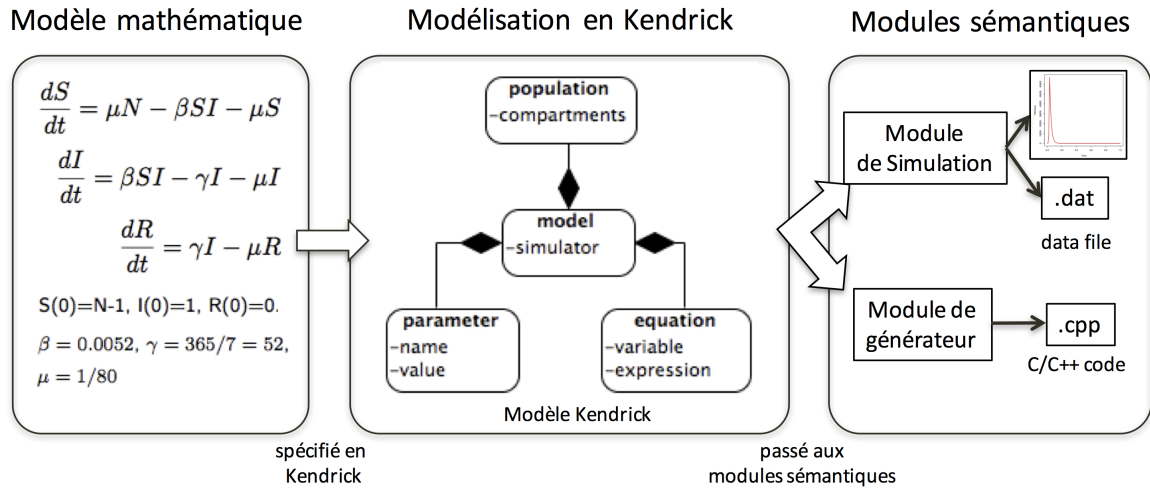 Modèle mathématique
dS/dt = μN − βSI − μS
dI/dt = βSI − γI − μI
dR/dt = γI − μR
S(0)=N-1, I(0)=1, R(0)=0.
β = 0.0052, γ = 365/7 = 52,
μ = 1/80
spécifié en
Kendrick
Modélisation en Kendrick
population
−compartments
model
−simulator
parameter
−name
−value
equation
−variable
−expression
Modèle Kendrick
passé aux
modules sémantiques
Modules sémantiques
Module
de Simulation
.dat
data file
Module de
générateur
.cpp
C/C++ code